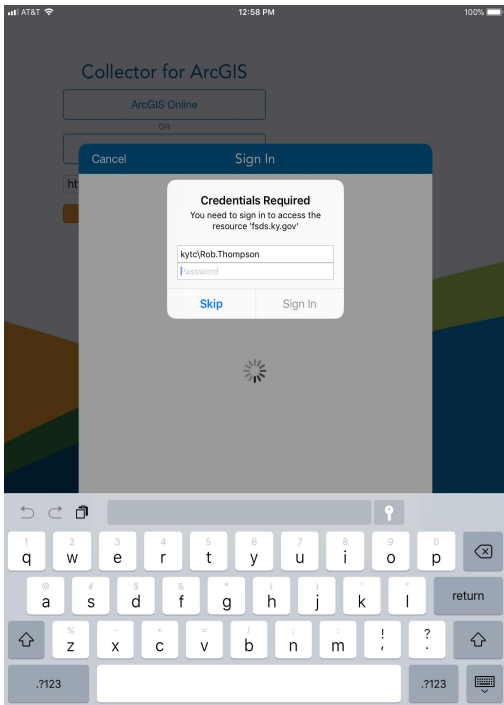 AT&T 12:58 PM 100%
Collector for ArcGIS
ArcGIS Online
OR
Cancel Sign In
ht
Credentials Required
You need to sign in to access the
resource 'fsds.ky.gov'
kytc\Rob.Thompson
Password
Skip Sign In
1 2 3 4 5 6 7 8 9 0
q w e r t y u i o p
@ # $ & * ( ) ' "
a s d f g h j k l return
% - + = / ; : ! ?
z x c v b n m , .
.?123 .?123